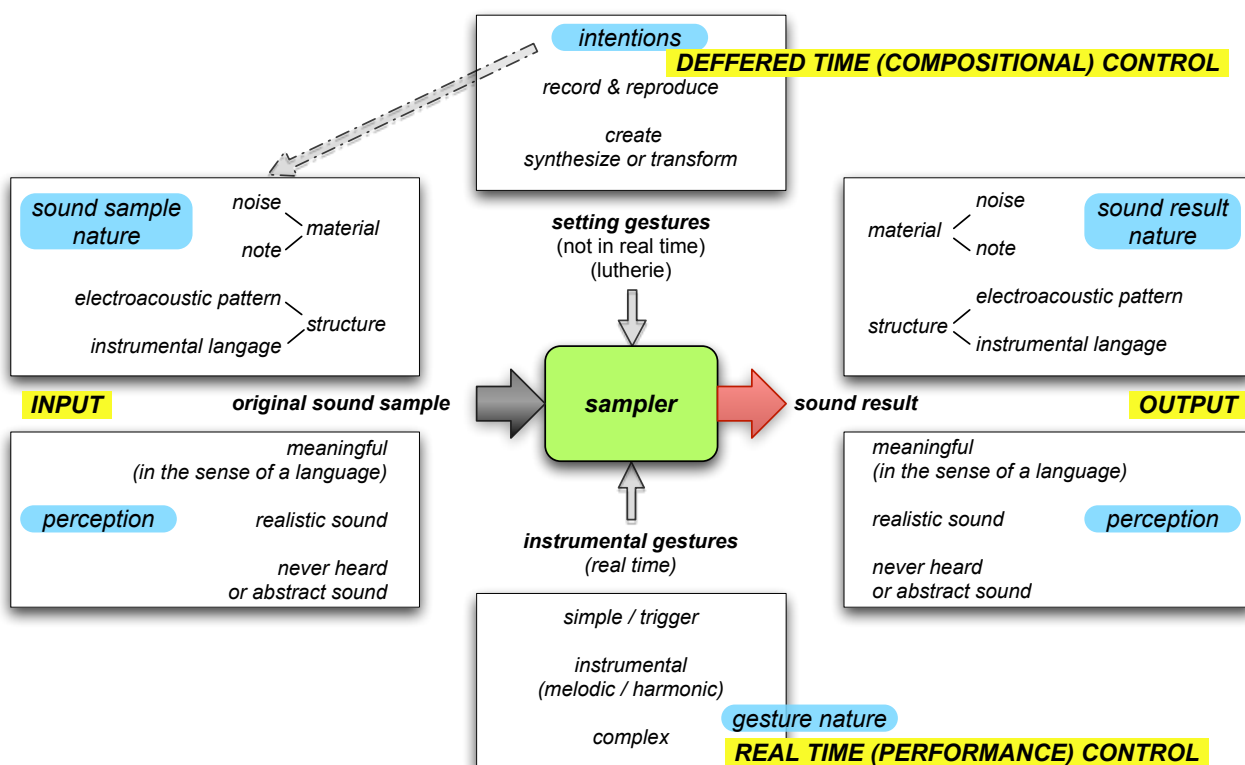 intentions
DEFFERED TIME (COMPOSITIONAL) CONTROL
record & reproduce
create
synthesize or transform
sound sample
nature
noise
note
material
electroacoustic pattern
instrumental langage
structure
setting gestures
(not in real time)
(lutherie)
material
noise
note
sound result
nature
structure
electroacoustic pattern
instrumental langage
INPUT
original sound sample
sampler
sound result
OUTPUT
meaningful
(in the sense of a language)
perception
realistic sound
never heard
or abstract sound
instrumental gestures
(real time)
meaningful
(in the sense of a language)
realistic sound
perception
never heard
or abstract sound
simple / trigger
instrumental
(melodic / harmonic)
complex
gesture nature
REAL TIME (PERFORMANCE) CONTROL